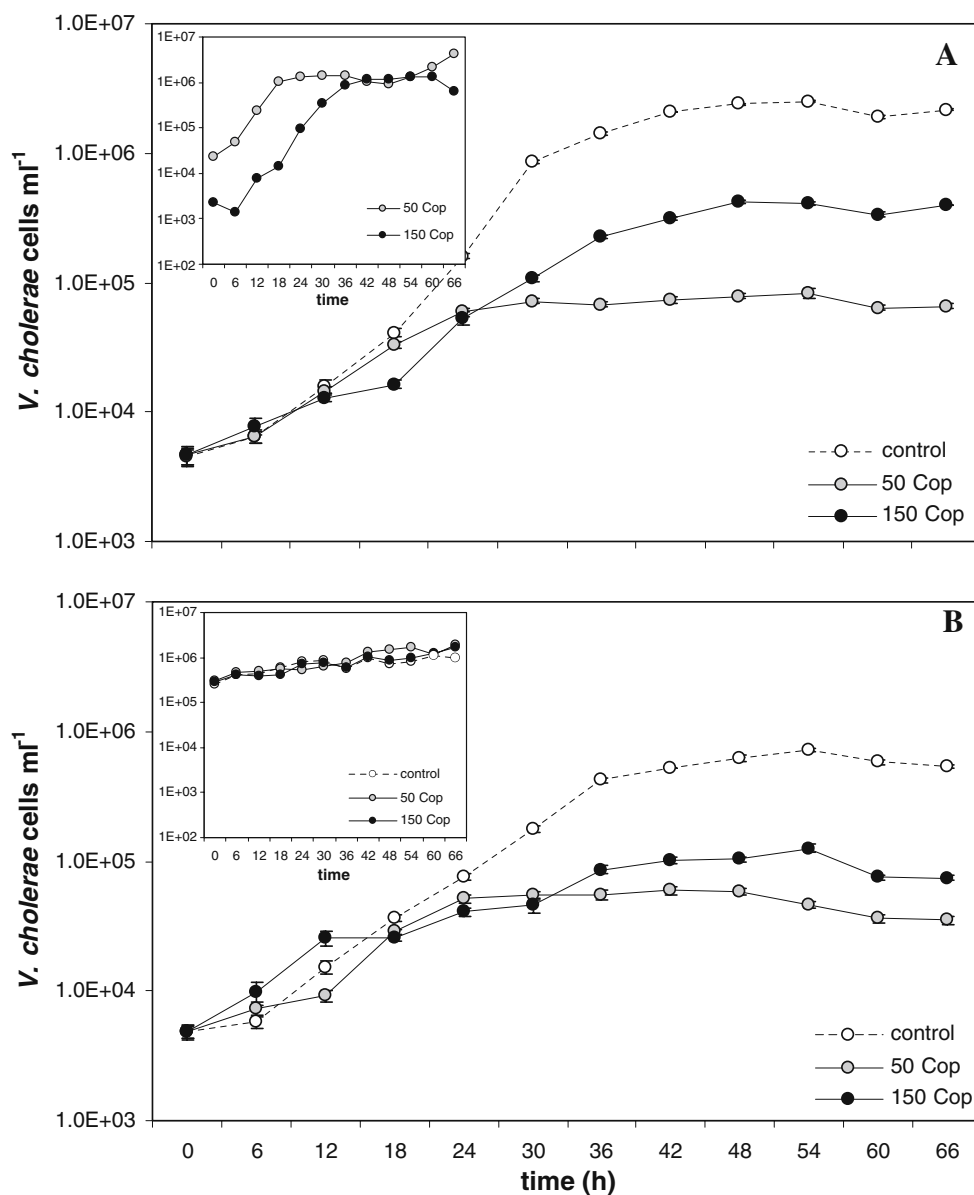 A
1.0E+07
1.0E+06
1.0E+05
1.0E+04
1.0E+03
V. cholerae cells ml-1
1E+07
1E+06
1E+05
1E+04
1E+03
1E+02
0 6 12 18 24 30 36 42 48 54 60 66
time
50 Cop
150 Cop
control
50 Cop
150 Cop
B
1.0E+07
1.0E+06
1.0E+05
1.0E+04
1.0E+03
V. cholerae cells ml-1
1E+07
1E+06
1E+05
1E+04
1E+03
1E+02
0 6 12 18 24 30 36 42 48 54 60 66
time
control
50 Cop
150 Cop
control
50 Cop
150 Cop
0 6 12 18 24 30 36 42 48 54 60 66
time (h)